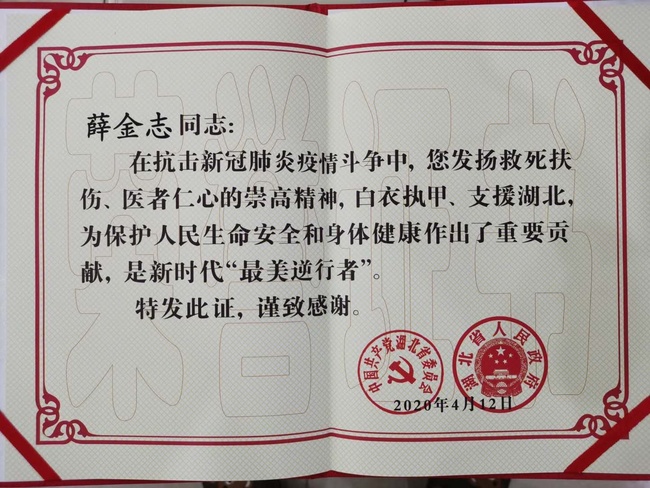 薛金志同志:
在抗击新冠肺炎疫情斗争中,您发扬救死扶
伤、医者仁心的崇高精神,白衣执甲、支援湖北,
为保护人民生命安全和身体健康作出了重要贡
献,是新时代“最美逆行者”。
特发此证,谨致感谢。
中国共产党湖北省委员会
湖北省人民政府
2020年4月12日
荣誉证书